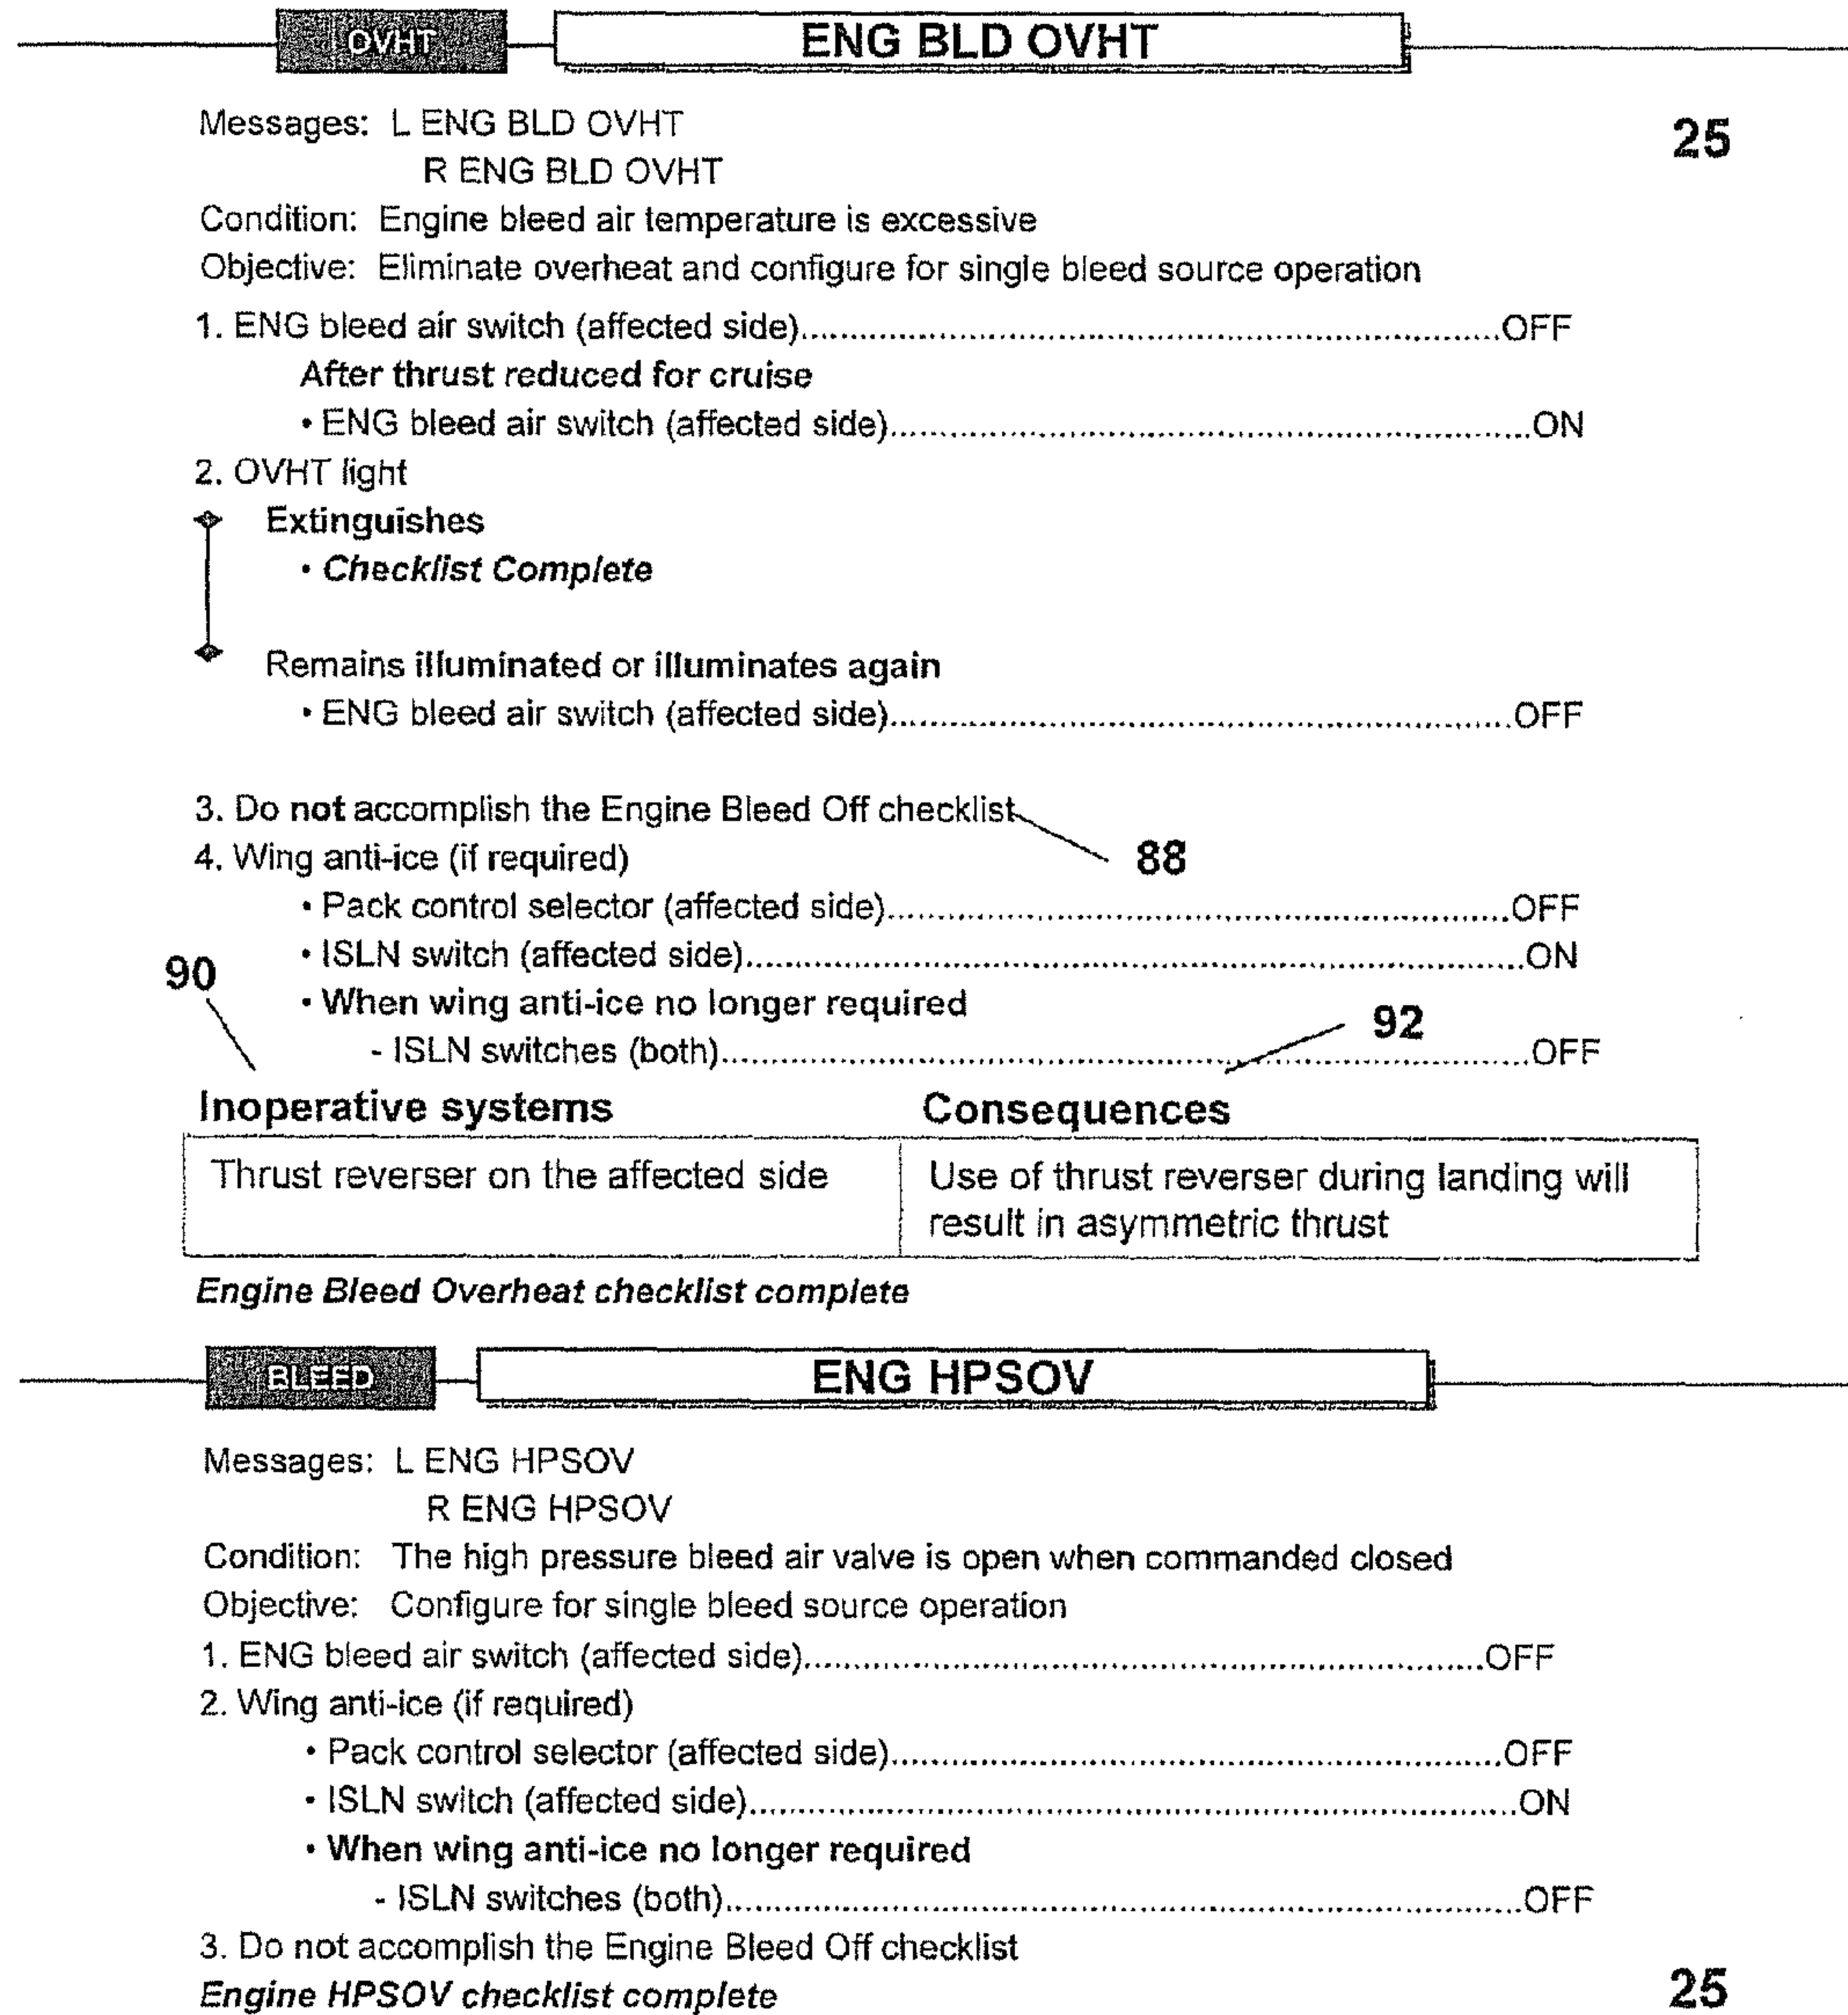 OVHT ENG BLD OVHT
Messages: L ENG BLD OVHT
25
R ENG BLD OVHT
Condition: Engine bleed air temperature is excessive
Objective: Eliminate overheat and configure for single bleed source operation
1. ENG bleed air switch (affected side)........................................OFF
After thrust reduced for cruise
• ENG bleed air switch (affected side)........................................ON
2. OVHT light
Extinguishes
• Checklist Complete
Remains illuminated or illuminates again
• ENG bleed air switch (affected side)........................................OFF
3. Do not accomplish the Engine Bleed Off checklist
88
4. Wing anti-ice (if required)
• Pack control selector (affected side)........................................OFF
• ISLN switch (affected side)........................................ON
90
• When wing anti-ice no longer required
92
- ISLN switches (both)........................................OFF
Inoperative systems Consequences
Thrust reverser on the affected side Use of thrust reverser during landing will
result in asymmetric thrust
Engine Bleed Overheat checklist complete
BLEED ENG HPSOV
Messages: L ENG HPSOV
R ENG HPSOV
Condition: The high pressure bleed air valve is open when commanded closed
Objective: Configure for single bleed source operation
1. ENG bleed air switch (affected side)........................................OFF
2. Wing anti-ice (if required)
• Pack control selector (affected side)........................................OFF
• ISLN switch (affected side)........................................ON
• When wing anti-ice no longer required
- ISLN switches (both)........................................OFF
3. Do not accomplish the Engine Bleed Off checklist
Engine HPSOV checklist complete
25